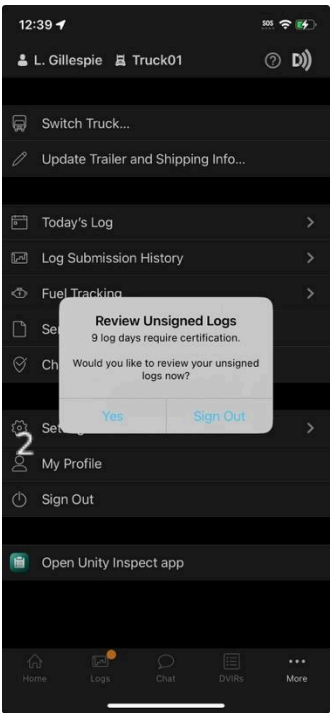 12:39
SOS
L. Gillespie Truck01
Switch Truck...
Update Trailer and Shipping Info...
Today's Log
Log Submission History
Fuel Tracking
Review Unsigned Logs
9 log days require certification.
Would you like to review your unsigned
logs now?
Yes Sign Out
2
My Profile
Sign Out
Open Unity Inspect app
Home Logs Chat DVIRs More